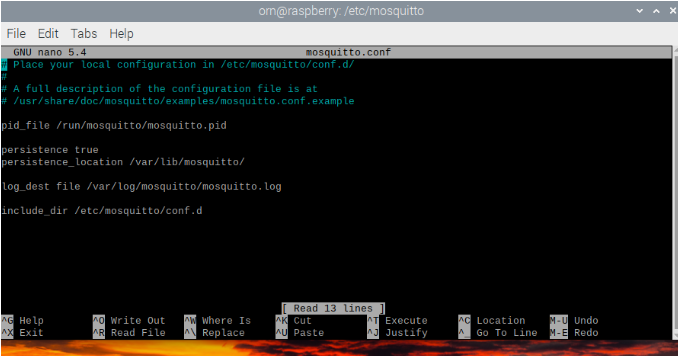 orn@raspberry: /etc/mosquitto
File Edit Tabs Help
GNU nano 5.4 mosquitto.conf
# Place your local configuration in /etc/mosquitto/conf.d/
#
# A full description of the configuration file is at
# /usr/share/doc/mosquitto/examples/mosquitto.conf.example
pid_file /run/mosquitto/mosquitto.pid
persistence true
persistence_location /var/lib/mosquitto/
log_dest file /var/log/mosquitto/mosquitto.log
include_dir /etc/mosquitto/conf.d
[ Read 13 lines ]
^G Help ^O Write Out ^W Where Is ^K Cut ^T Execute ^C Location M-U Undo
^X Exit ^R Read File ^\ Replace ^U Paste ^J Justify ^_ Go To Line M-E Redo